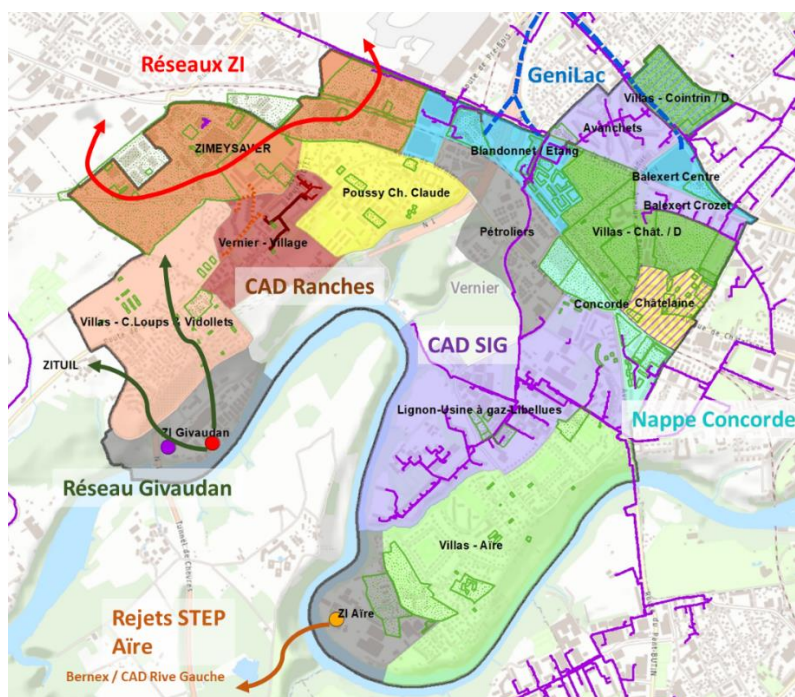 Réseaux ZI
GeniLac
Villas - Cointrin / D
Avanchets
ZIMEYSAVER
Blandonnet
Etang
Balexert Centre
Poussy Ch. Claude
Balexert Crozet
Vernier - Village
Pétroliers
Villas - Chât. / D
CAD Ranches
Vernier
Concorde
Châtelaine
Villas - C.Loups & Vidollets
CAD SIG
ZITUIL
Lignon-Usine à gaz-Libellues
Nappe Concorde
ZI Givaudan
Réseau Givaudan
Villas - Aïre
ZI Aïre
Rejets STEP
Aïre
Bernex / CAD Rive Gauche